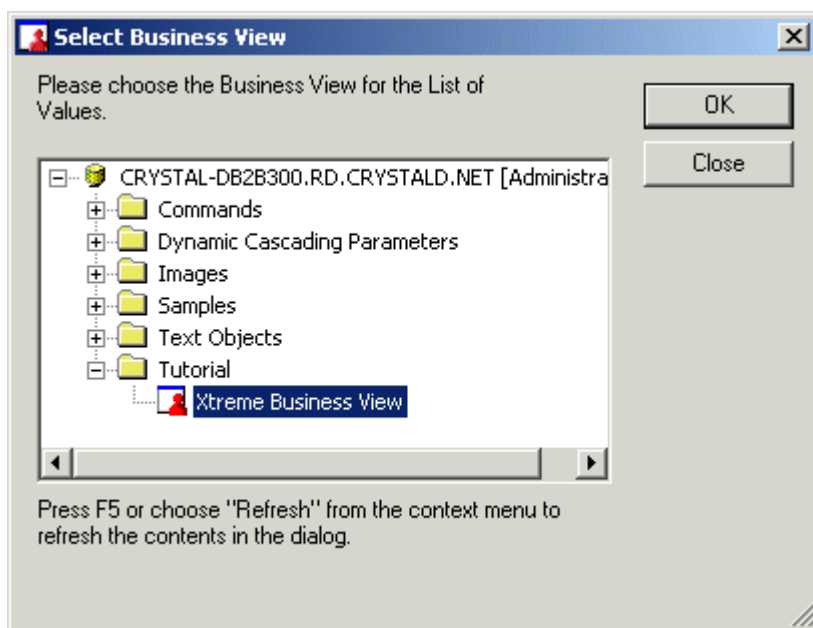 Select Business View
Please choose the Business View for the List of
Values.
OK
Close
CRYSTAL-DB2B300.RD.CRYSTALD.NET [Administra
Commands
Dynamic Cascading Parameters
Images
Samples
Text Objects
Tutorial
Xtreme Business View
Press F5 or choose "Refresh" from the context menu to
refresh the contents in the dialog.